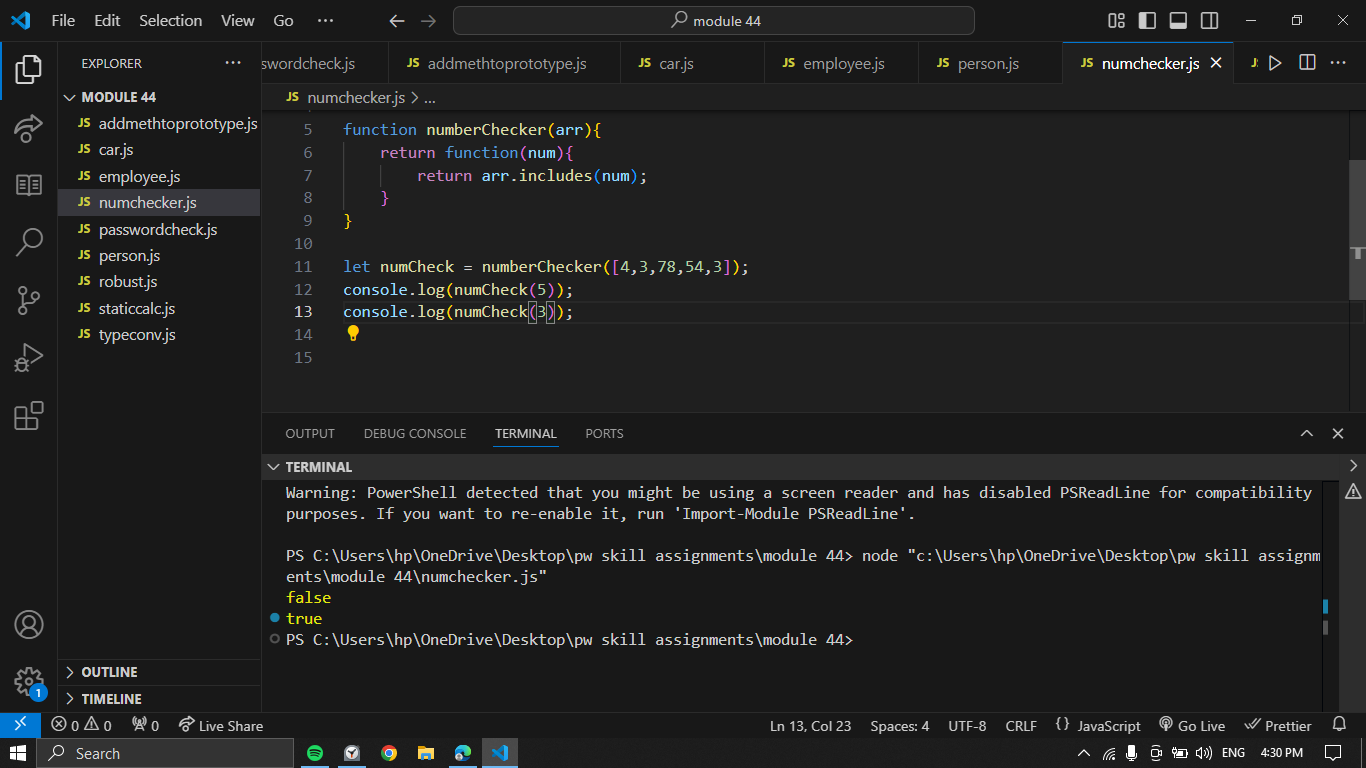 File Edit Selection View Go ··· module 44
EXPLORER ···
swordcheck.js JS addmethtoprototype.js JS car.js JS employee.js JS person.js JS numchecker.js
MODULE 44
JS addmethtoprototype.js
JS car.js
JS employee.js
JS numchecker.js
JS passwordcheck.js
JS person.js
JS robust.js
JS staticcalc.js
JS typeconv.js
OUTLINE
TIMELINE
JS numchecker.js > ...
5 function numberChecker(arr){
6 return function(num){
7 return arr.includes(num);
8 }
9 }
10
11 let numCheck = numberChecker([4,3,78,54,3]);
12 console.log(numCheck(5));
13 console.log(numCheck(3));
14
15
OUTPUT DEBUG CONSOLE TERMINAL PORTS
TERMINAL
Warning: PowerShell detected that you might be using a screen reader and has disabled PSReadLine for compatibility
purposes. If you want to re-enable it, run 'Import-Module PSReadLine'.
PS C:\Users\hp\OneDrive\Desktop\pw skill assignments\module 44> node "c:\Users\hp\OneDrive\Desktop\pw skill assignm
ents\module 44\numchecker.js"
false
true
PS C:\Users\hp\OneDrive\Desktop\pw skill assignments\module 44>
1
0 0 0 Live Share Ln 13, Col 23 Spaces: 4 UTF-8 CRLF {} JavaScript Go Live Prettier
Search ENG 4:30 PM